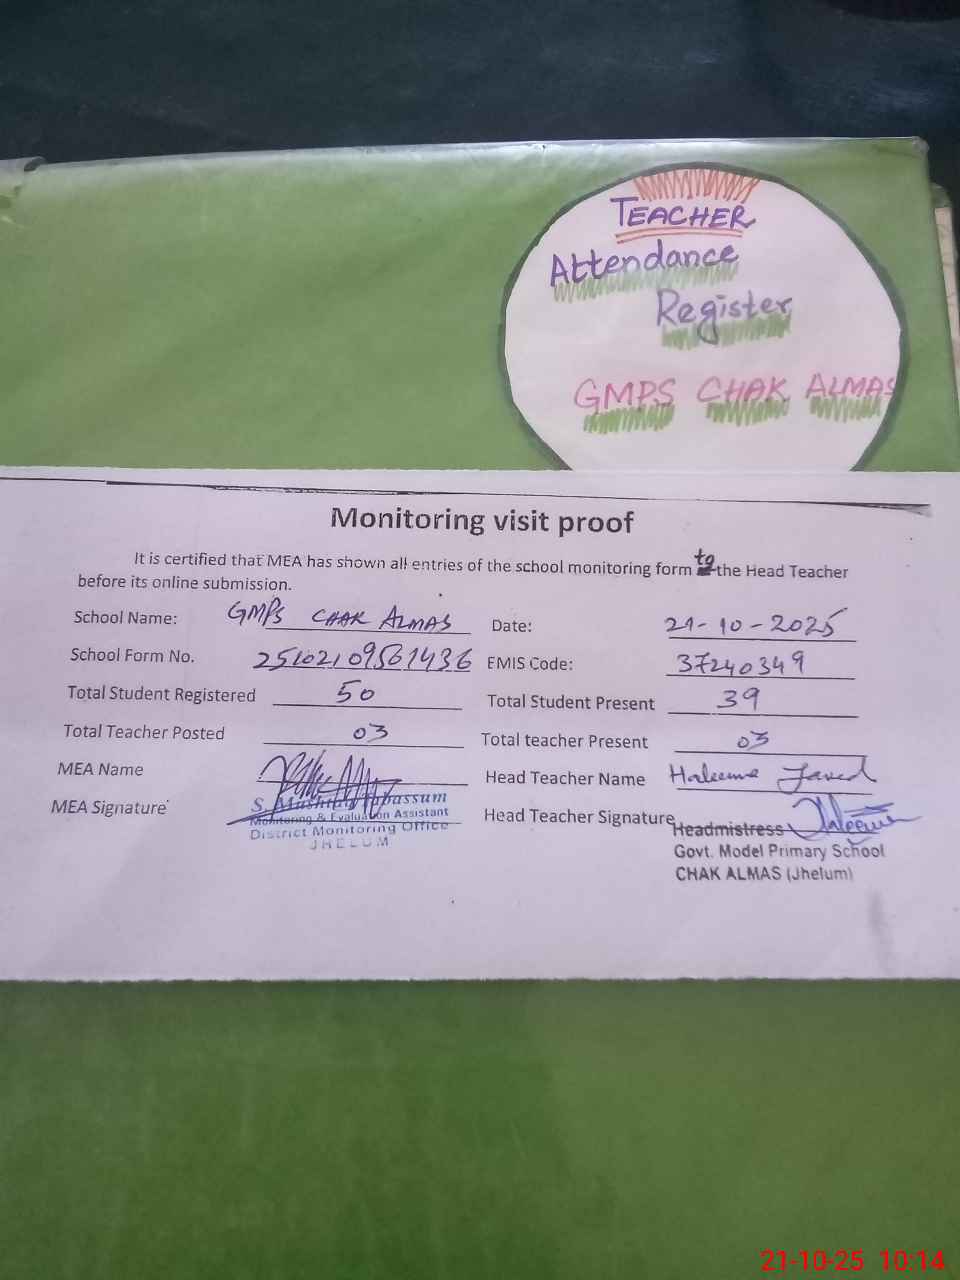 TEACHER
Attendance
Register
GMPS CHAK ALMAS
Monitoring visit proof
It is certified that MEA has shown all entries of the school monitoring form to the Head Teacher
before its online submission.
School Name: GMPS CHAK ALMAS Date: 21-10-2025
School Form No. 25102109561436 EMIS Code: 37240349
Total Student Registered 50 Total Student Present 39
Total Teacher Posted 03 Total teacher Present 03
MEA Name Head Teacher Name Haleema Javed
MEA Signature Head Teacher Signature Haleema
S. Mushtaq Tabassum
Monitoring & Evaluation Assistant
District Monitoring Office
JHELUM
Headmistress
Govt. Model Primary School
CHAK ALMAS (Jhelum)
21-10-25 10:14